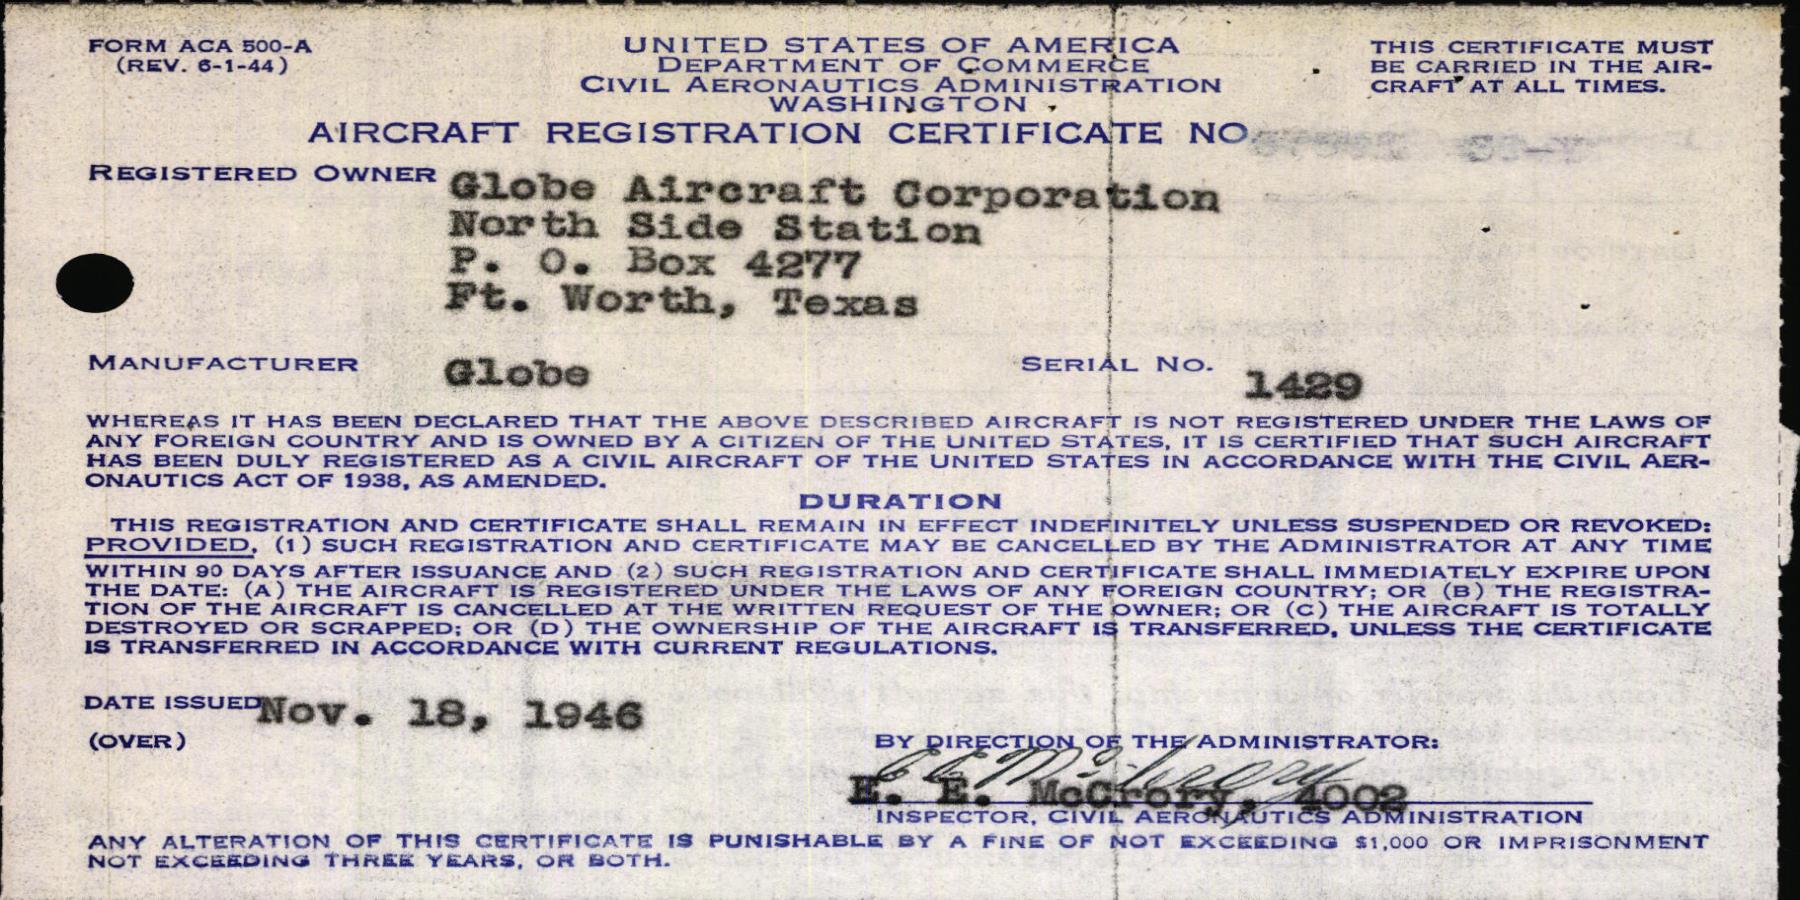 FORM ACA 500-A
(REV. 6-1-44)
UNITED STATES OF AMERICA
DEPARTMENT OF COMMERCE
CIVIL AERONAUTICS ADMINISTRATION
WASHINGTON
THIS CERTIFICATE MUST
BE CARRIED IN THE AIR-
CRAFT AT ALL TIMES.
AIRCRAFT REGISTRATION CERTIFICATE NO.
REGISTERED OWNER Globe Aircraft Corporation
North Side Station
P. O. Box 4277
Ft. Worth, Texas
MANUFACTURER Globe SERIAL NO. 1429
WHEREAS IT HAS BEEN DECLARED THAT THE ABOVE DESCRIBED AIRCRAFT IS NOT REGISTERED UNDER THE LAWS OF
ANY FOREIGN COUNTRY AND IS OWNED BY A CITIZEN OF THE UNITED STATES, IT IS CERTIFIED THAT SUCH AIRCRAFT
HAS BEEN DULY REGISTERED AS A CIVIL AIRCRAFT OF THE UNITED STATES IN ACCORDANCE WITH THE CIVIL AER-
ONAUTICS ACT OF 1938, AS AMENDED.
DURATION
THIS REGISTRATION AND CERTIFICATE SHALL REMAIN IN EFFECT INDEFINITELY UNLESS SUSPENDED OR REVOKED:
PROVIDED, (1) SUCH REGISTRATION AND CERTIFICATE MAY BE CANCELLED BY THE ADMINISTRATOR AT ANY TIME
WITHIN 90 DAYS AFTER ISSUANCE AND (2) SUCH REGISTRATION AND CERTIFICATE SHALL IMMEDIATELY EXPIRE UPON
THE DATE: (A) THE AIRCRAFT IS REGISTERED UNDER THE LAWS OF ANY FOREIGN COUNTRY; OR (B) THE REGISTRA-
TION OF THE AIRCRAFT IS CANCELLED AT THE WRITTEN REQUEST OF THE OWNER; OR (C) THE AIRCRAFT IS TOTALLY
DESTROYED OR SCRAPPED; OR (D) THE OWNERSHIP OF THE AIRCRAFT IS TRANSFERRED, UNLESS THE CERTIFICATE
IS TRANSFERRED IN ACCORDANCE WITH CURRENT REGULATIONS.
DATE ISSUED Nov. 18, 1946
(OVER)
BY DIRECTION OF THE ADMINISTRATOR:
E. E. McCrory, 4002
INSPECTOR, CIVIL AERONAUTICS ADMINISTRATION
ANY ALTERATION OF THIS CERTIFICATE IS PUNISHABLE BY A FINE OF NOT EXCEEDING $1,000 OR IMPRISONMENT
NOT EXCEEDING THREE YEARS, OR BOTH.